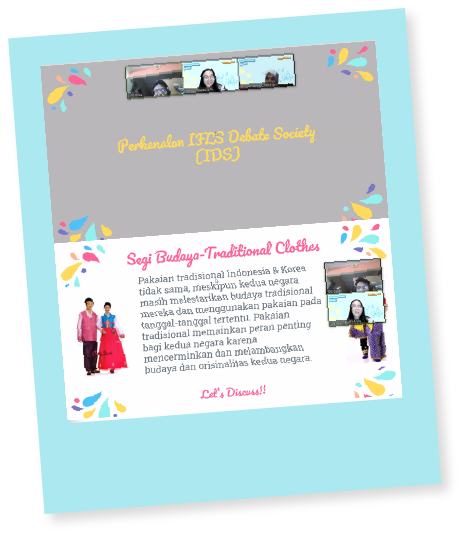 Perkenalan IFLS Debate Society
(IDS)
Segi Budaya-Traditional Clothes
Pakaian tradisional Indonesia & Korea
tidak sama, meskipun kedua negara
masih melestarikan budaya tradisional
mereka dan menggunakan pakaian pada
tanggal-tanggal tertentu. Pakaian
tradisional memainkan peran penting
bagi kedua negara karena
mencerminkan dan melambangkan
budaya dan orisinalitas kedua negara.
Let's Discuss!!